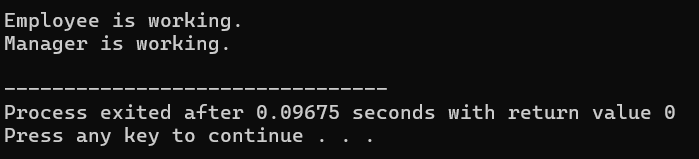 Employee is working.
Manager is working.
--------------------------------
Process exited after 0.09675 seconds with return value 0
Press any key to continue . . .